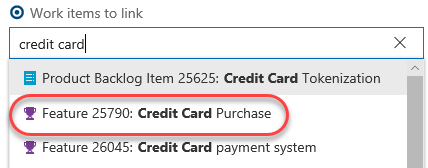 Work items to link
credit card
Product Backlog Item 25625: Credit Card Tokenization
Feature 25790: Credit Card Purchase
Feature 26045: Credit Card payment system